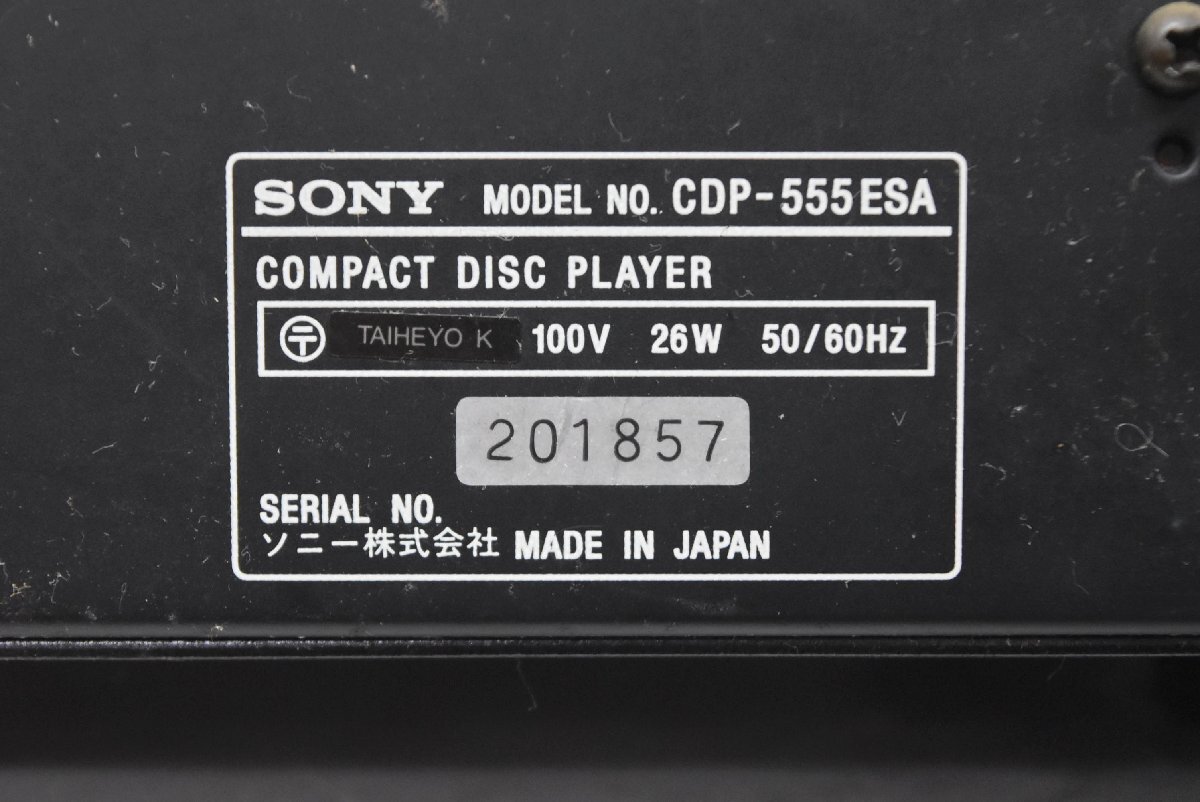 SONY MODEL NO. CDP-555ESA
COMPACT DISC PLAYER
〒 TAIHEYO K 100V 26W 50/60Hz
201857
SERIAL NO.
ソニー株式会社 MADE IN JAPAN